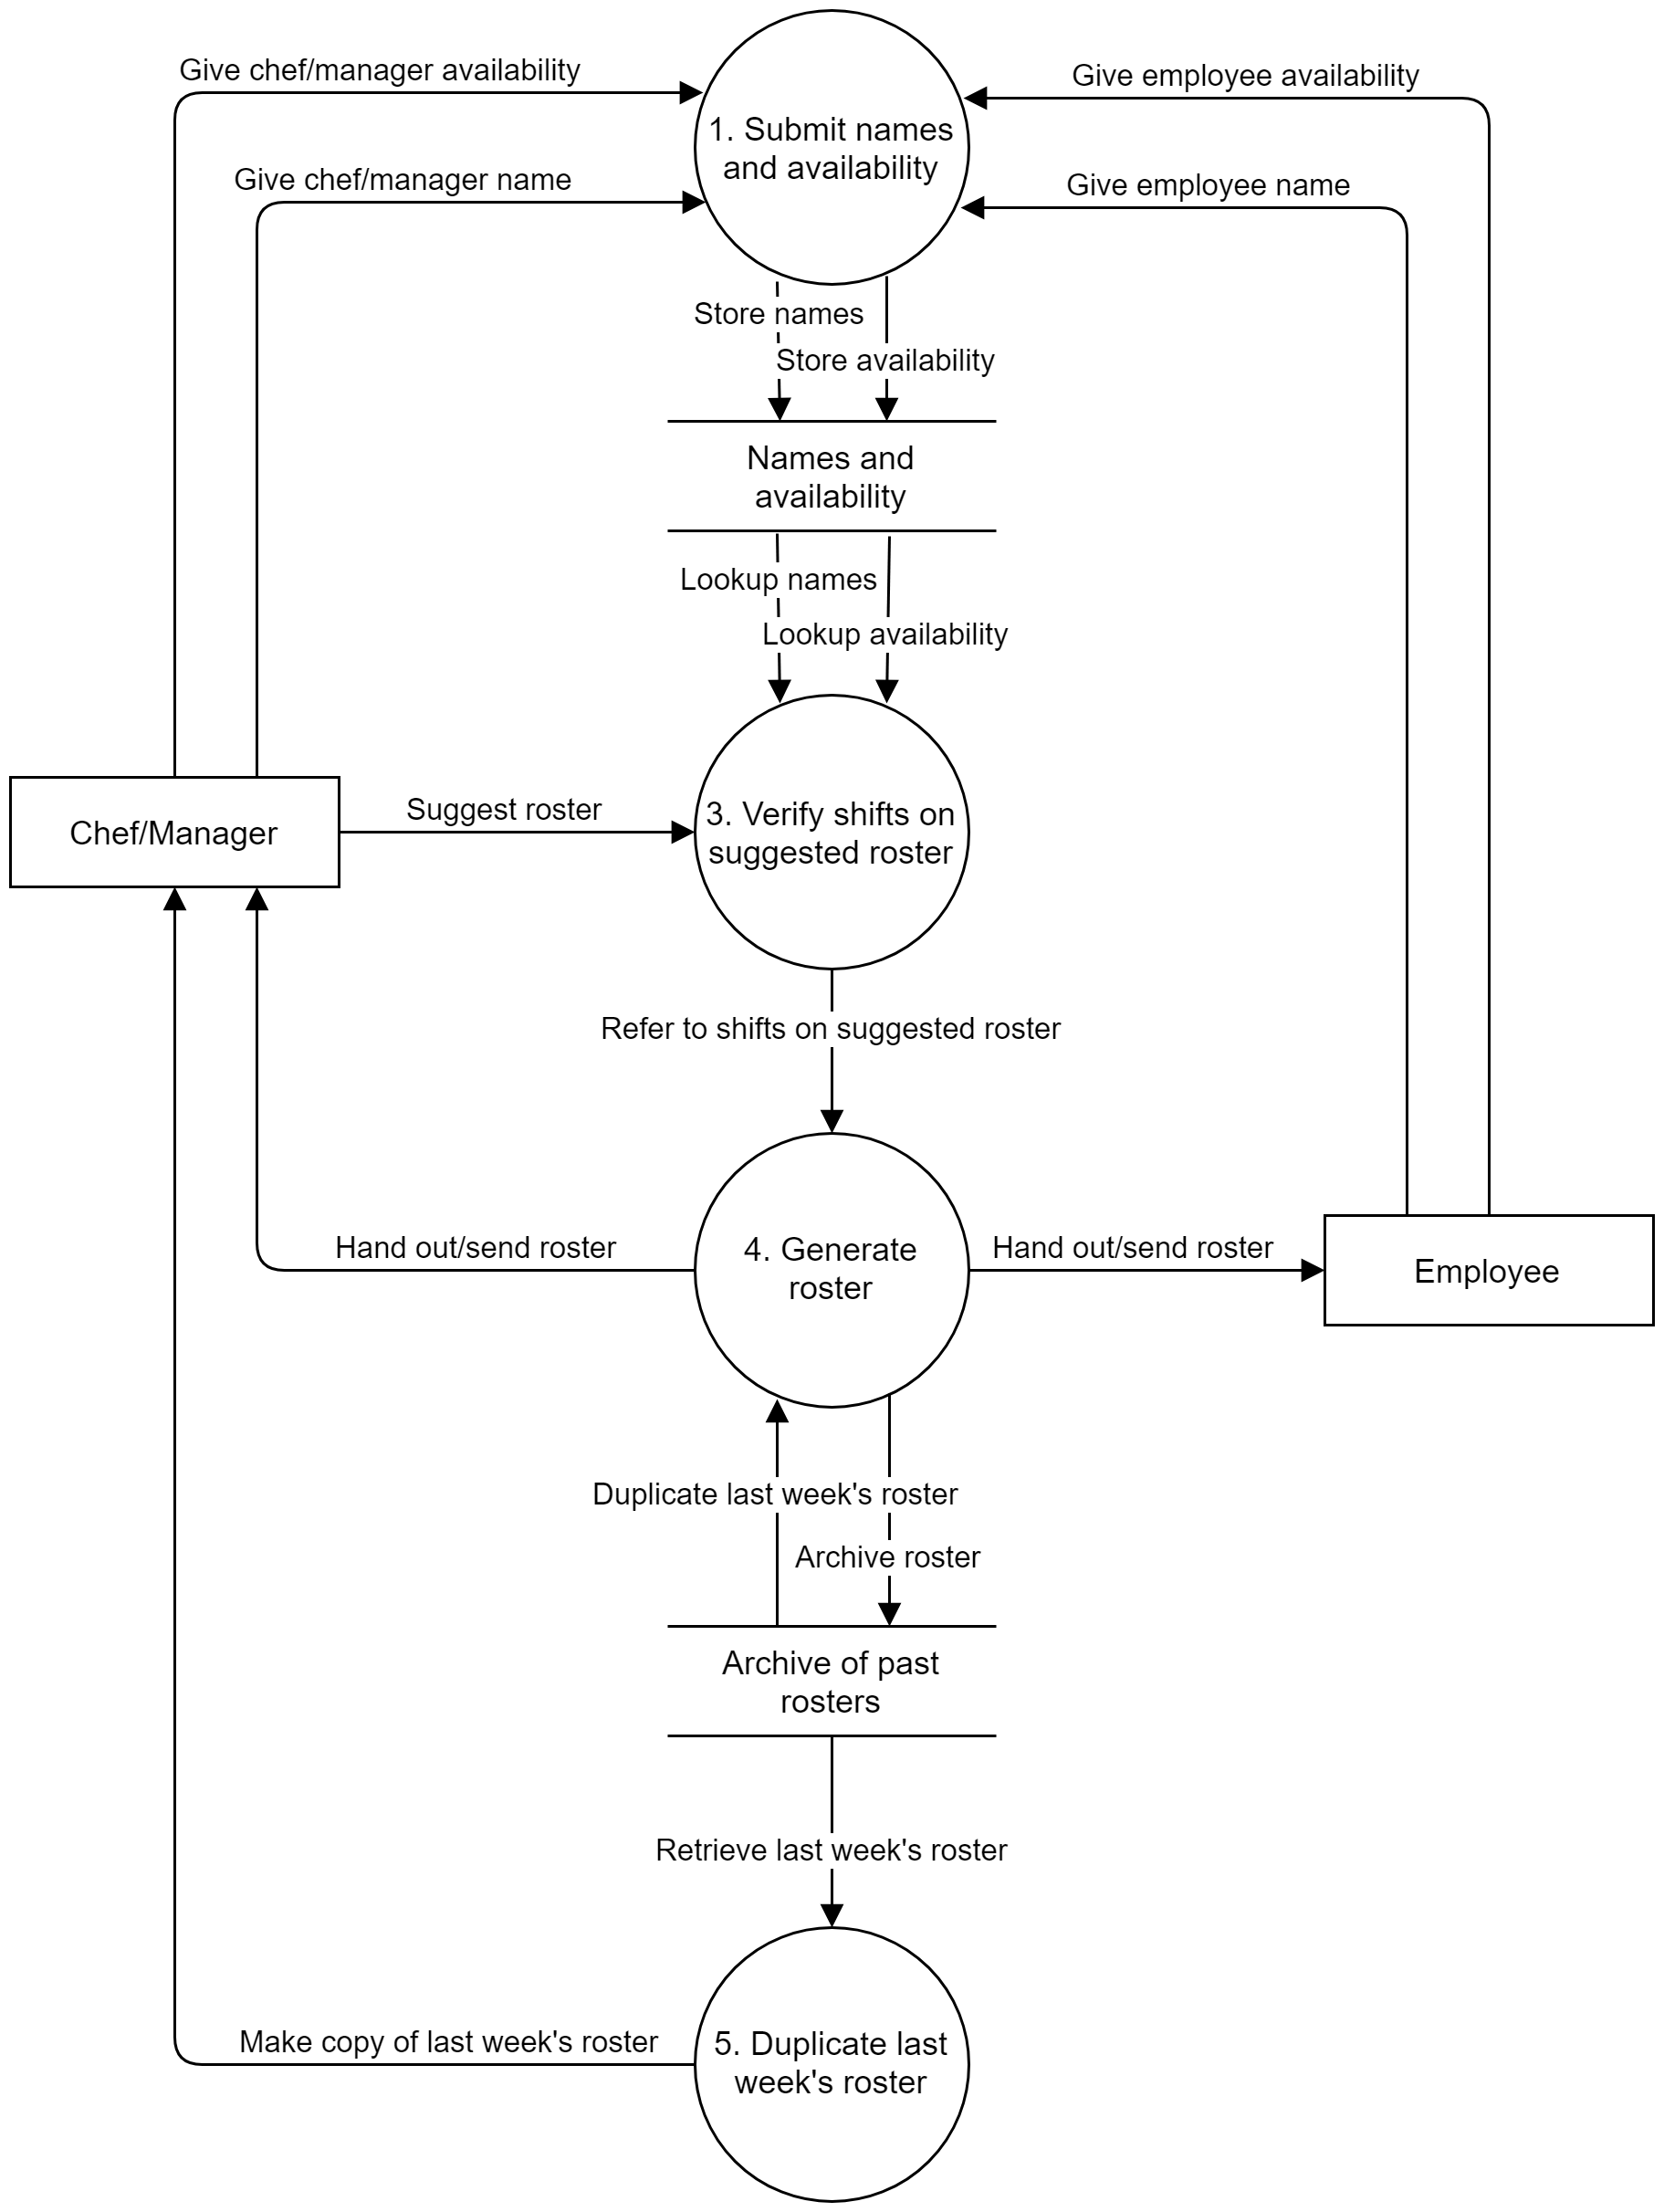 Give chef/manager availability
Give employee availability
1. Submit names
and availability
Give chef/manager name
Give employee name
Store names
Store availability
Names and
availability
Lookup names
Lookup availability
Chef/Manager
Suggest roster
3. Verify shifts on
suggested roster
Refer to shifts on suggested roster
Hand out/send roster
4. Generate
roster
Hand out/send roster
Employee
Duplicate last week's roster
Archive roster
Archive of past
rosters
Retrieve last week's roster
Make copy of last week's roster
5. Duplicate last
week's roster